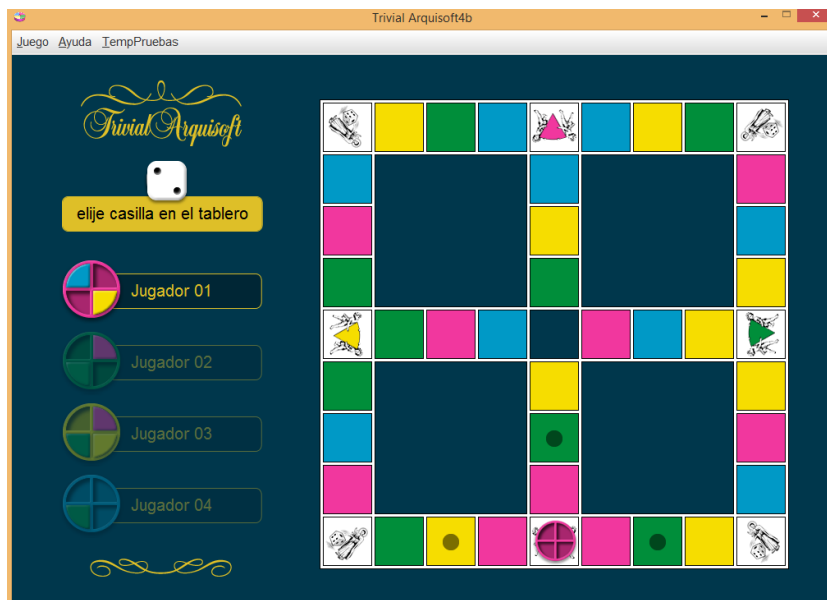 Trivial Arquisoft4b
Juego Ayuda TempPruebas
Trivial Arquisoft
elije casilla en el tablero
Jugador 01
Jugador 02
Jugador 03
Jugador 04